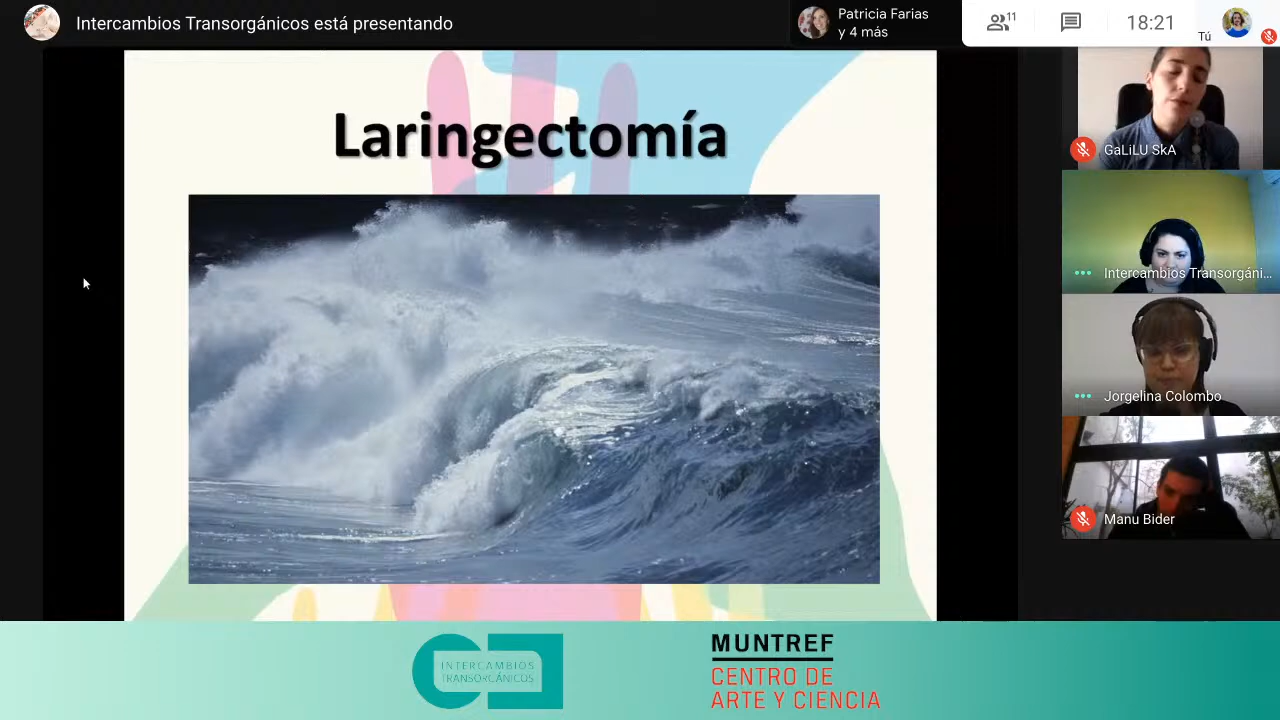 Intercambios Transorgánicos está presentando
Patricia Farias
y 4 más
11
18:21
Tú
Laringectomía
GaLiLU SkA
Intercambios Transorgáni...
Jorgelina Colombo
Manu Bider
INTERCAMBIOS
TRANSORGÁNICOS
MUNTREF
CENTRO DE
ARTE Y CIENCIA